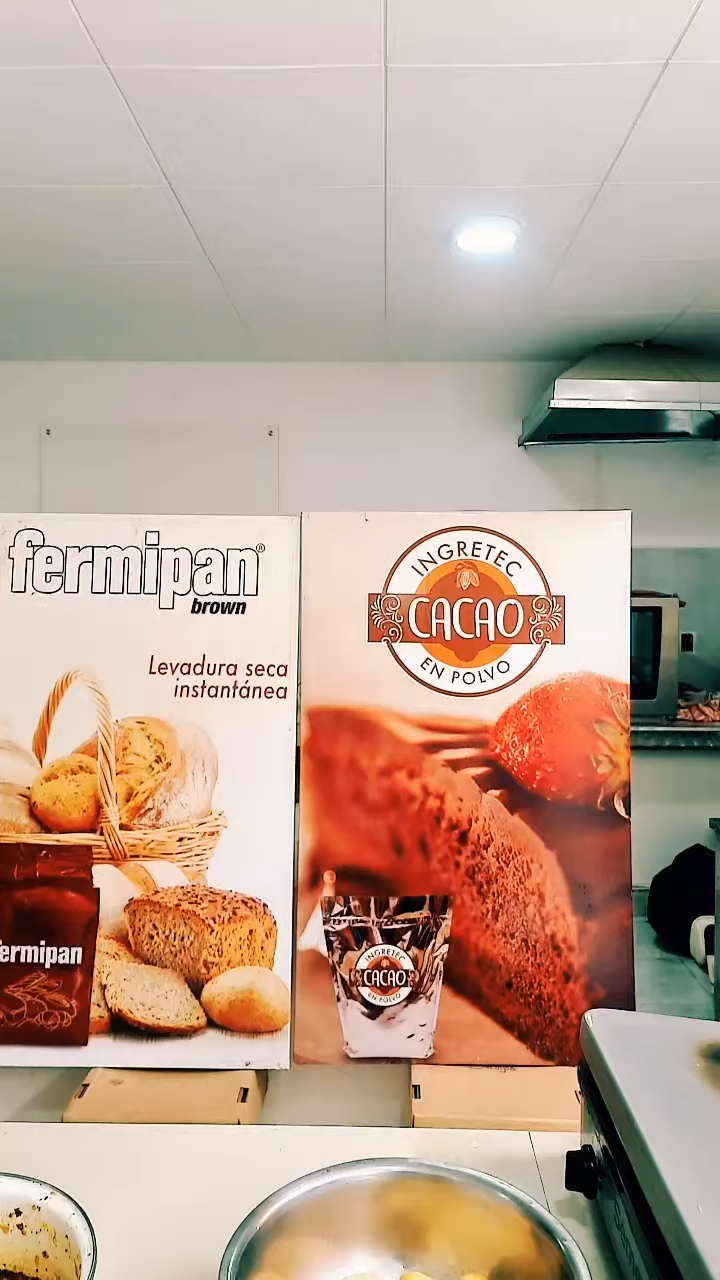 fermipan®
brown
Levadura seca
instantánea
fermipan
INGRETEC
CACAO
EN POLVO
INGRETEC
CACAO
EN POLVO